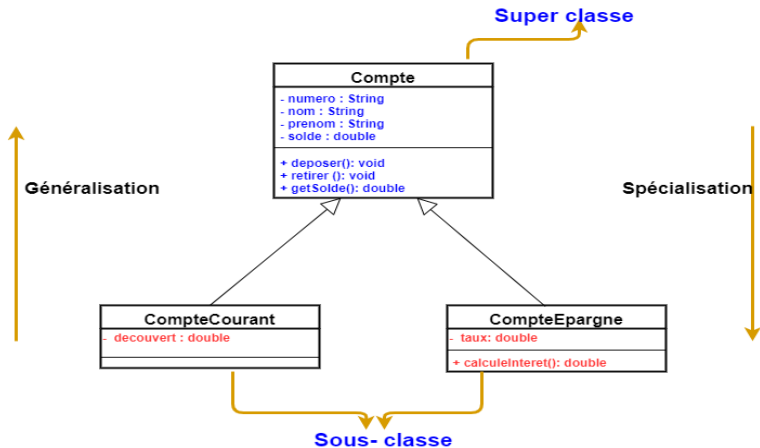 Super classe
Compte
- numero : String
- nom : String
- prenom : String
- solde : double
+ deposer(): void
+ retirer (): void
+ getSolde(): double
Généralisation
Spécialisation
CompteCourant
- decouvert : double
CompteEpargne
- taux: double
+ calculeInteret(): double
Sous- classe